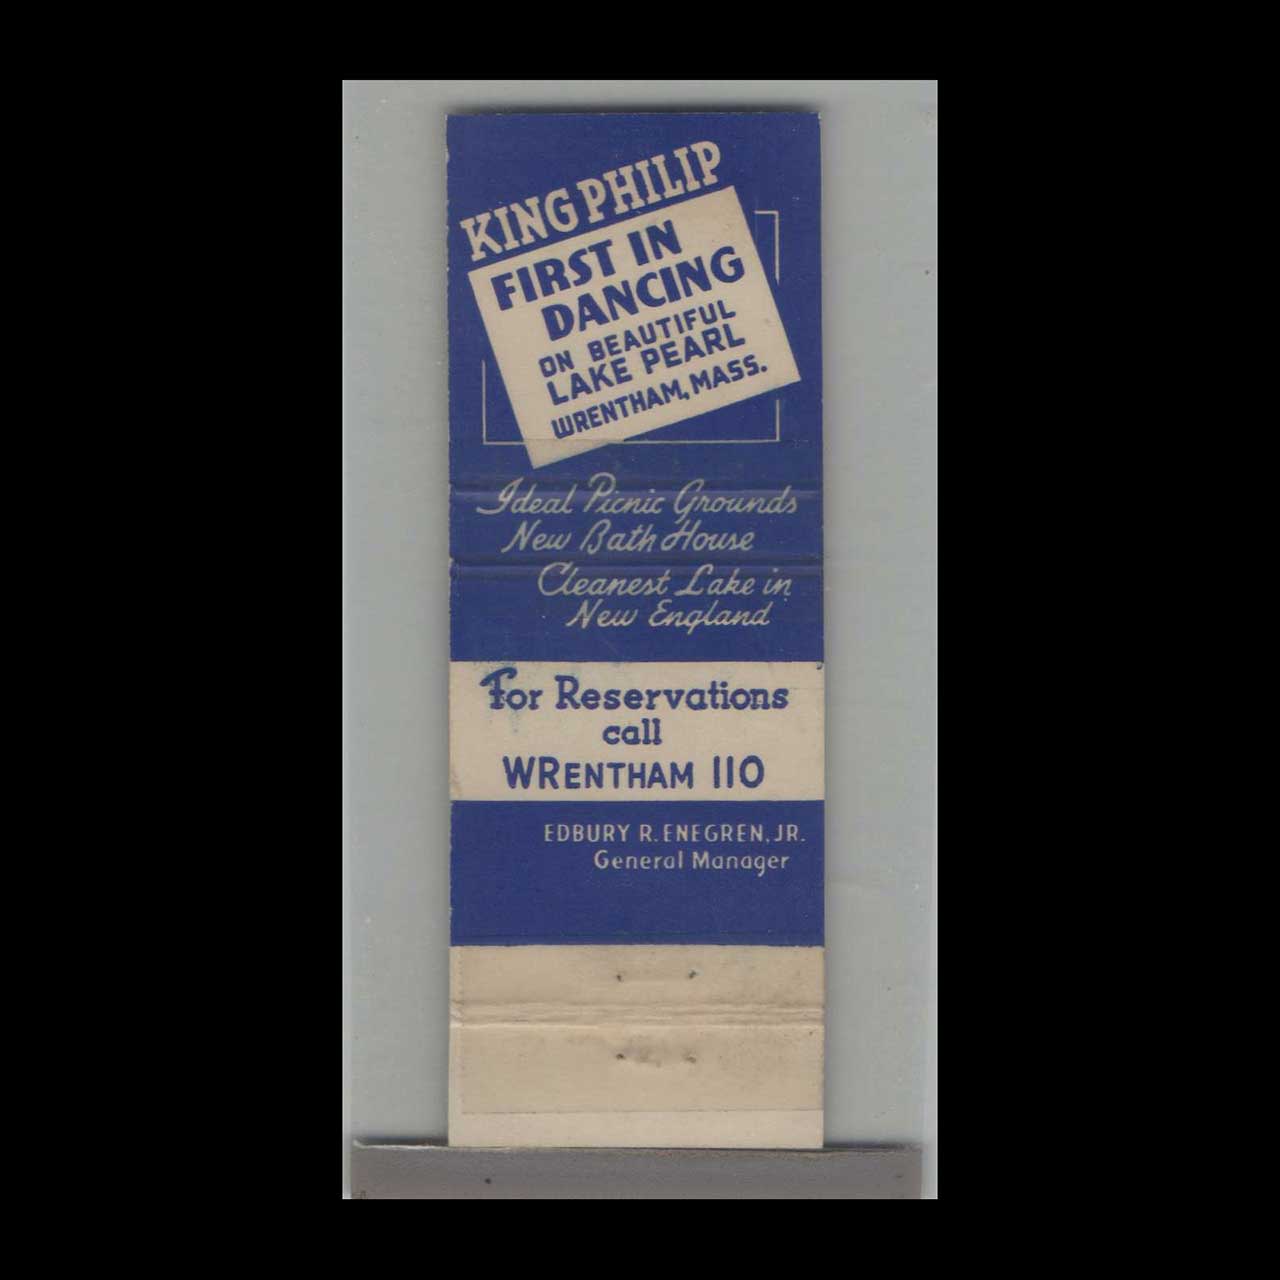 KING PHILIP
FIRST IN
DANCING
ON BEAUTIFUL
LAKE PEARL
WRENTHAM, MASS.
Ideal Picnic Grounds
New Bath House
Cleanest Lake in
New England
For Reservations
call
WRENTHAM 110
EDBURY R. ENEGREN, JR.
General Manager